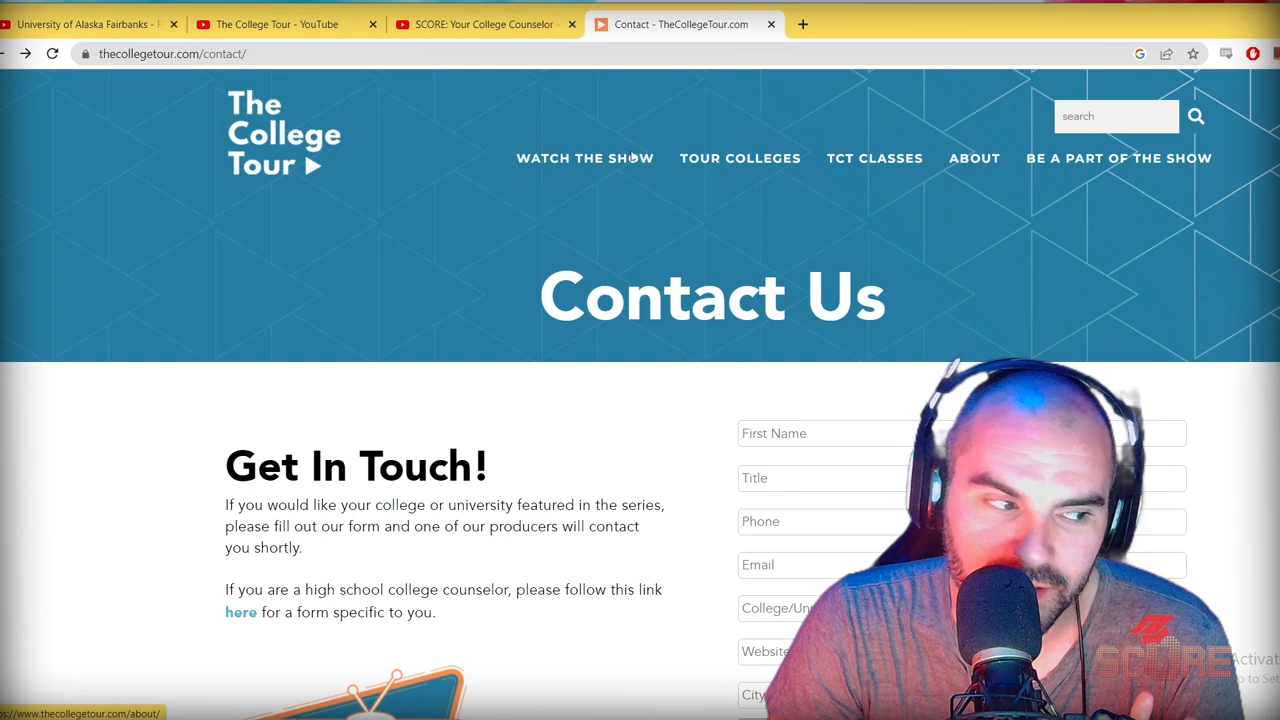 University of Alaska Fairbanks -
The College Tour - YouTube
SCORE: Your College Counselor -
Contact - TheCollegeTour.com
thecollegetour.com/contact/
The
College
Tour
search
WATCH THE SHOW
TOUR COLLEGES
TCT CLASSES
ABOUT
BE A PART OF THE SHOW
Contact Us
Get In Touch!
If you would like your college or university featured in the series,
please fill out our form and one of our producers will contact
you shortly.
If you are a high school college counselor, please follow this link
here for a form specific to you.
First Name
Title
Phone
Email
College/Uni
Website
City
SCORE
Activat
o to Set
ps://www.thecollegetour.com/about/